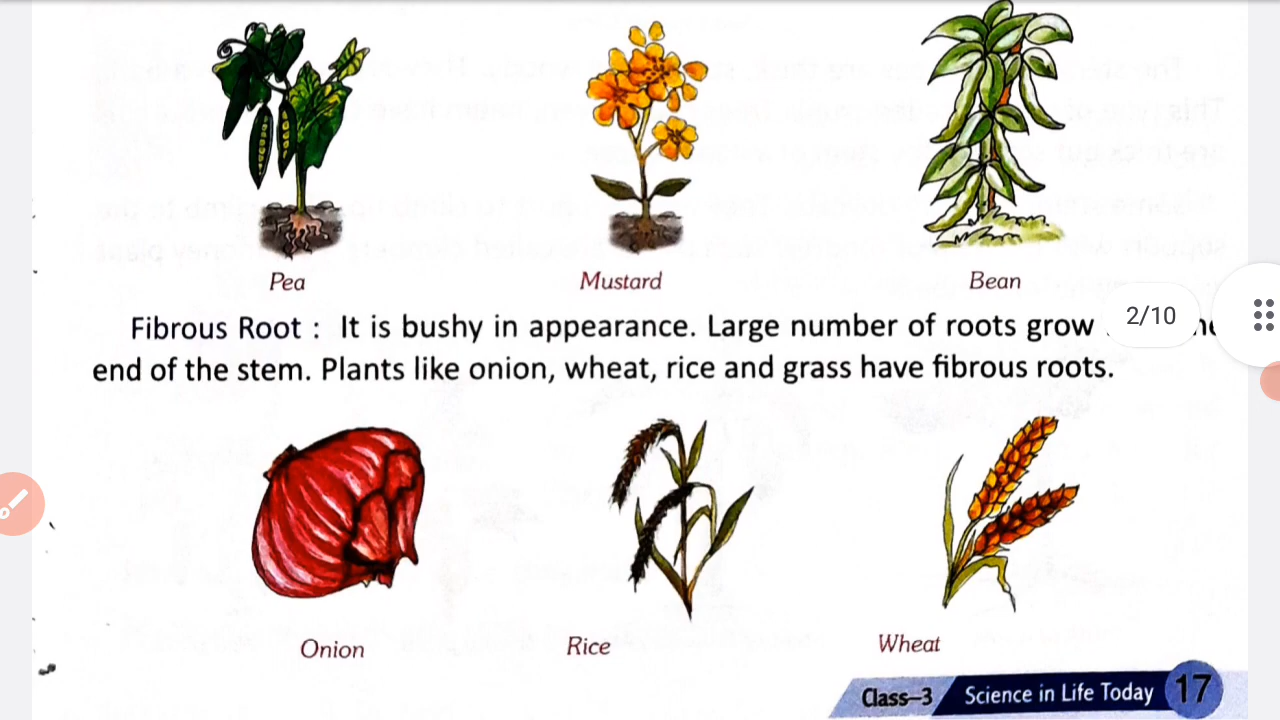 Pea Mustard Bean
Fibrous Root : It is bushy in appearance. Large number of roots grow
end of the stem. Plants like onion, wheat, rice and grass have fibrous roots.
2/10
Onion Rice Wheat
Class–3 Science in Life Today 17